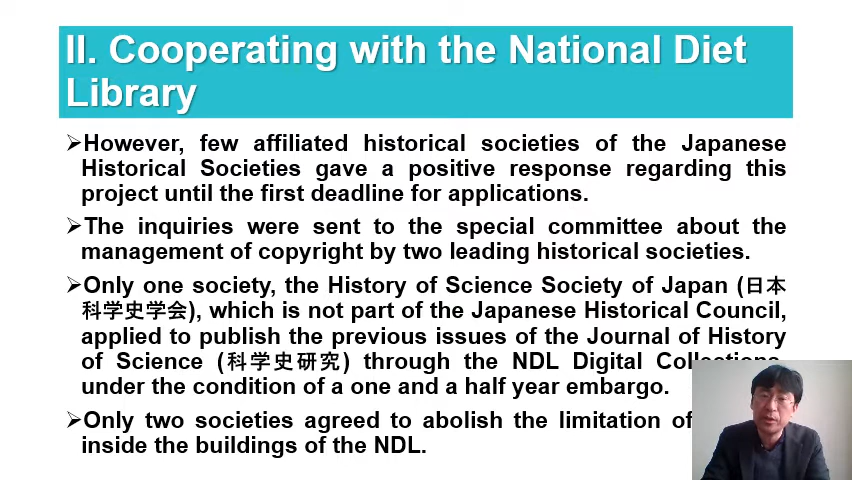 II. Cooperating with the National Diet
Library
➢However, few affiliated historical societies of the Japanese
Historical Societies gave a positive response regarding this
project until the first deadline for applications.
➢The inquiries were sent to the special committee about the
management of copyright by two leading historical societies.
➢Only one society, the History of Science Society of Japan (日本
科学史学会), which is not part of the Japanese Historical Council,
applied to publish the previous issues of the Journal of History
of Science (科学史研究) through the NDL Digital Collections,
under the condition of a one and a half year embargo.
➢Only two societies agreed to abolish the limitation of
inside the buildings of the NDL.